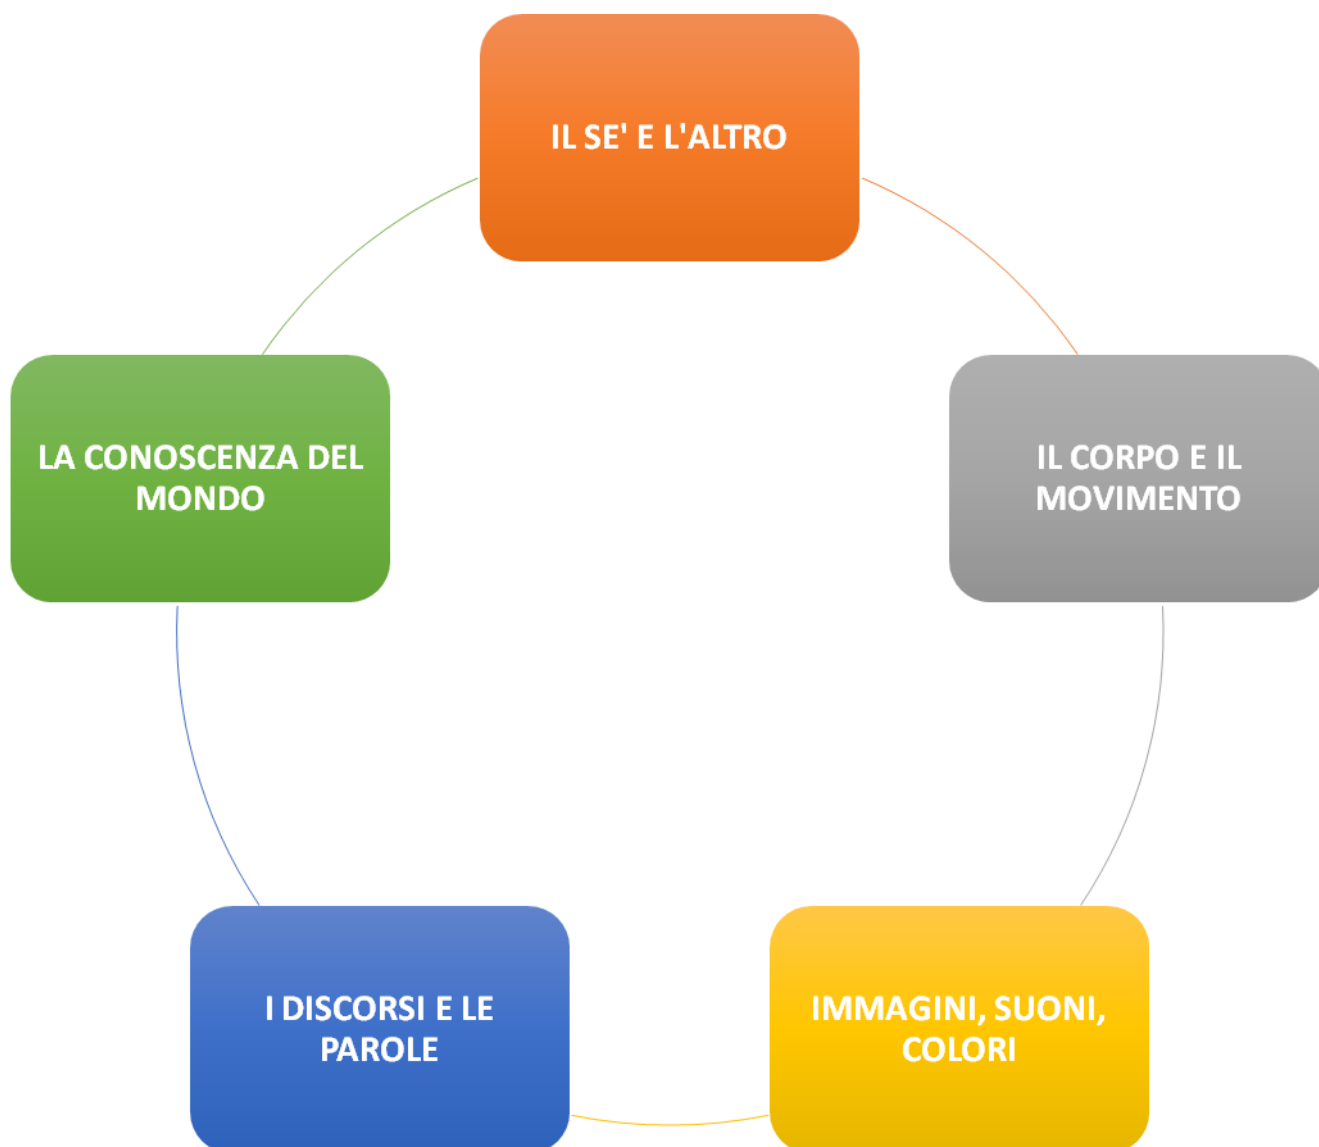 IL SE' E L'ALTRO
IL CORPO E IL
MOVIMENTO
IMMAGINI, SUONI,
COLORI
I DISCORSI E LE
PAROLE
LA CONOSCENZA DEL
MONDO